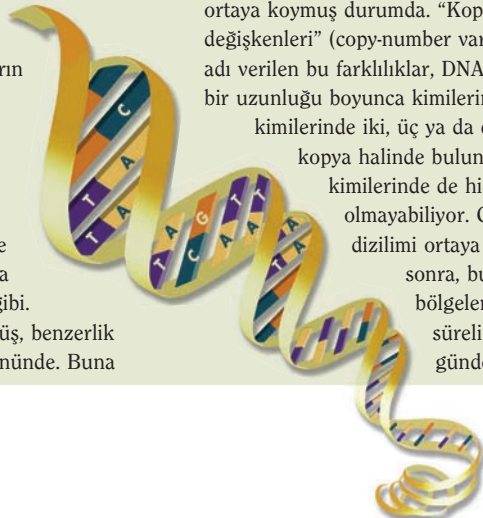 rın
e
a
gibi.
üş, benzerlik
nünde. Buna
ortaya koymuş durumda. “Kop
değişkenleri” (copy-number var
adı verilen bu farklılıklar, DNA
bir uzunluğu boyunca kimilerin
kimilerinde iki, üç ya da
kopya halinde bulun
kimilerinde de hi
olmayabiliyor.
dizilimi ortaya
sonra, bu
bölgeler
süreli
günde
C
T
A
T
A
T
A
G
T
T
C
A
A
T
T
A